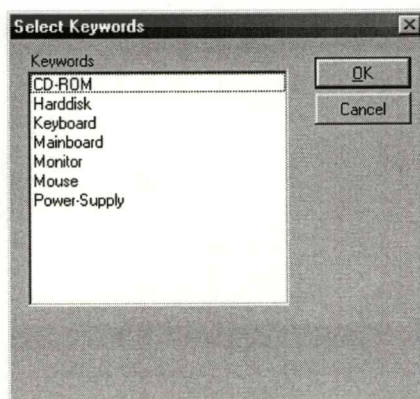 Select Keywords
Keywords
CD-ROM
Harddisk
Keyboard
Mainboard
Monitor
Mouse
Power-Supply
OK
Cancel